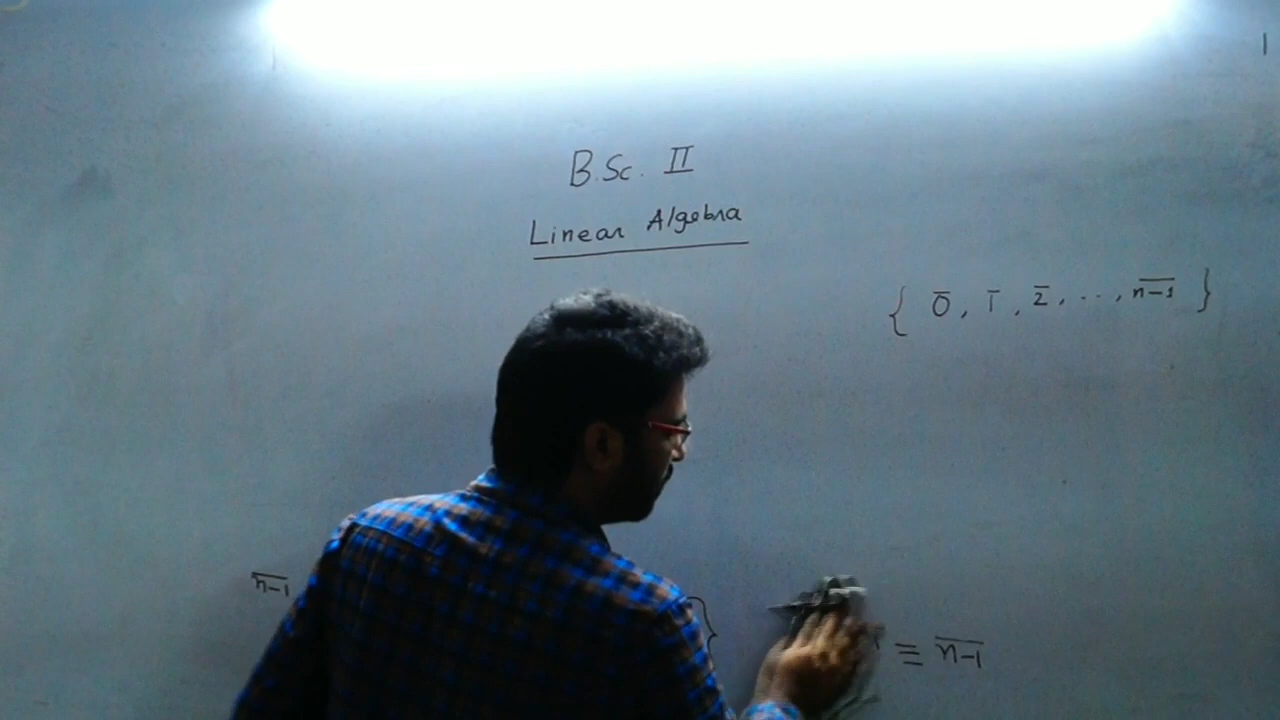 B.Sc. II
Linear Algebra
{ 0̅, 1̅, 2̅, ..., n̅-̅1̅ }
n̅-̅1̅
}
≡ n̅-̅1̅